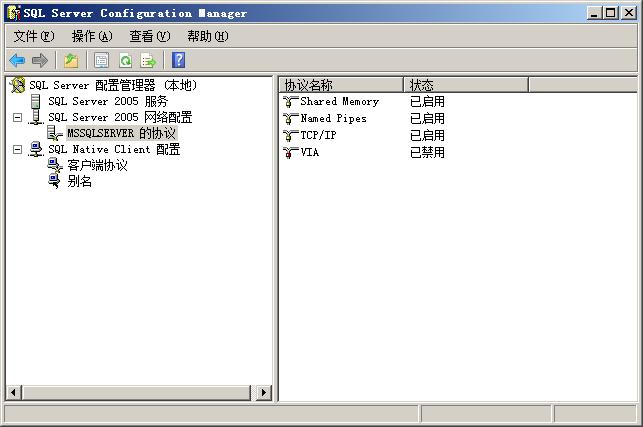 SQL Server Configuration Manager
文件(F) 操作(A) 查看(V) 帮助(H)
SQL Server 配置管理器 (本地)
SQL Server 2005 服务
SQL Server 2005 网络配置
MSSQLSERVER 的协议
SQL Native Client 配置
客户端协议
别名
协议名称 状态
Shared Memory 已启用
Named Pipes 已启用
TCP/IP 已启用
VIA 已禁用